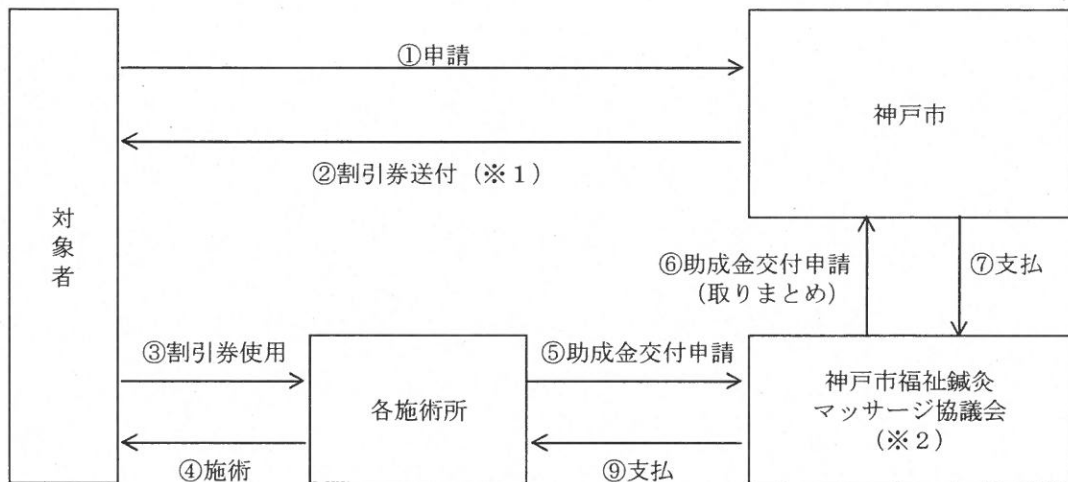 ①申請
神戸市
②割引券送付(※1)
対象者
⑥助成金交付申請
(取りまとめ)
⑦支払
③割引券使用
⑤助成金交付申請
各施術所
神戸市福祉鍼灸
マッサージ協議会
(※2)
④施術
⑨支払